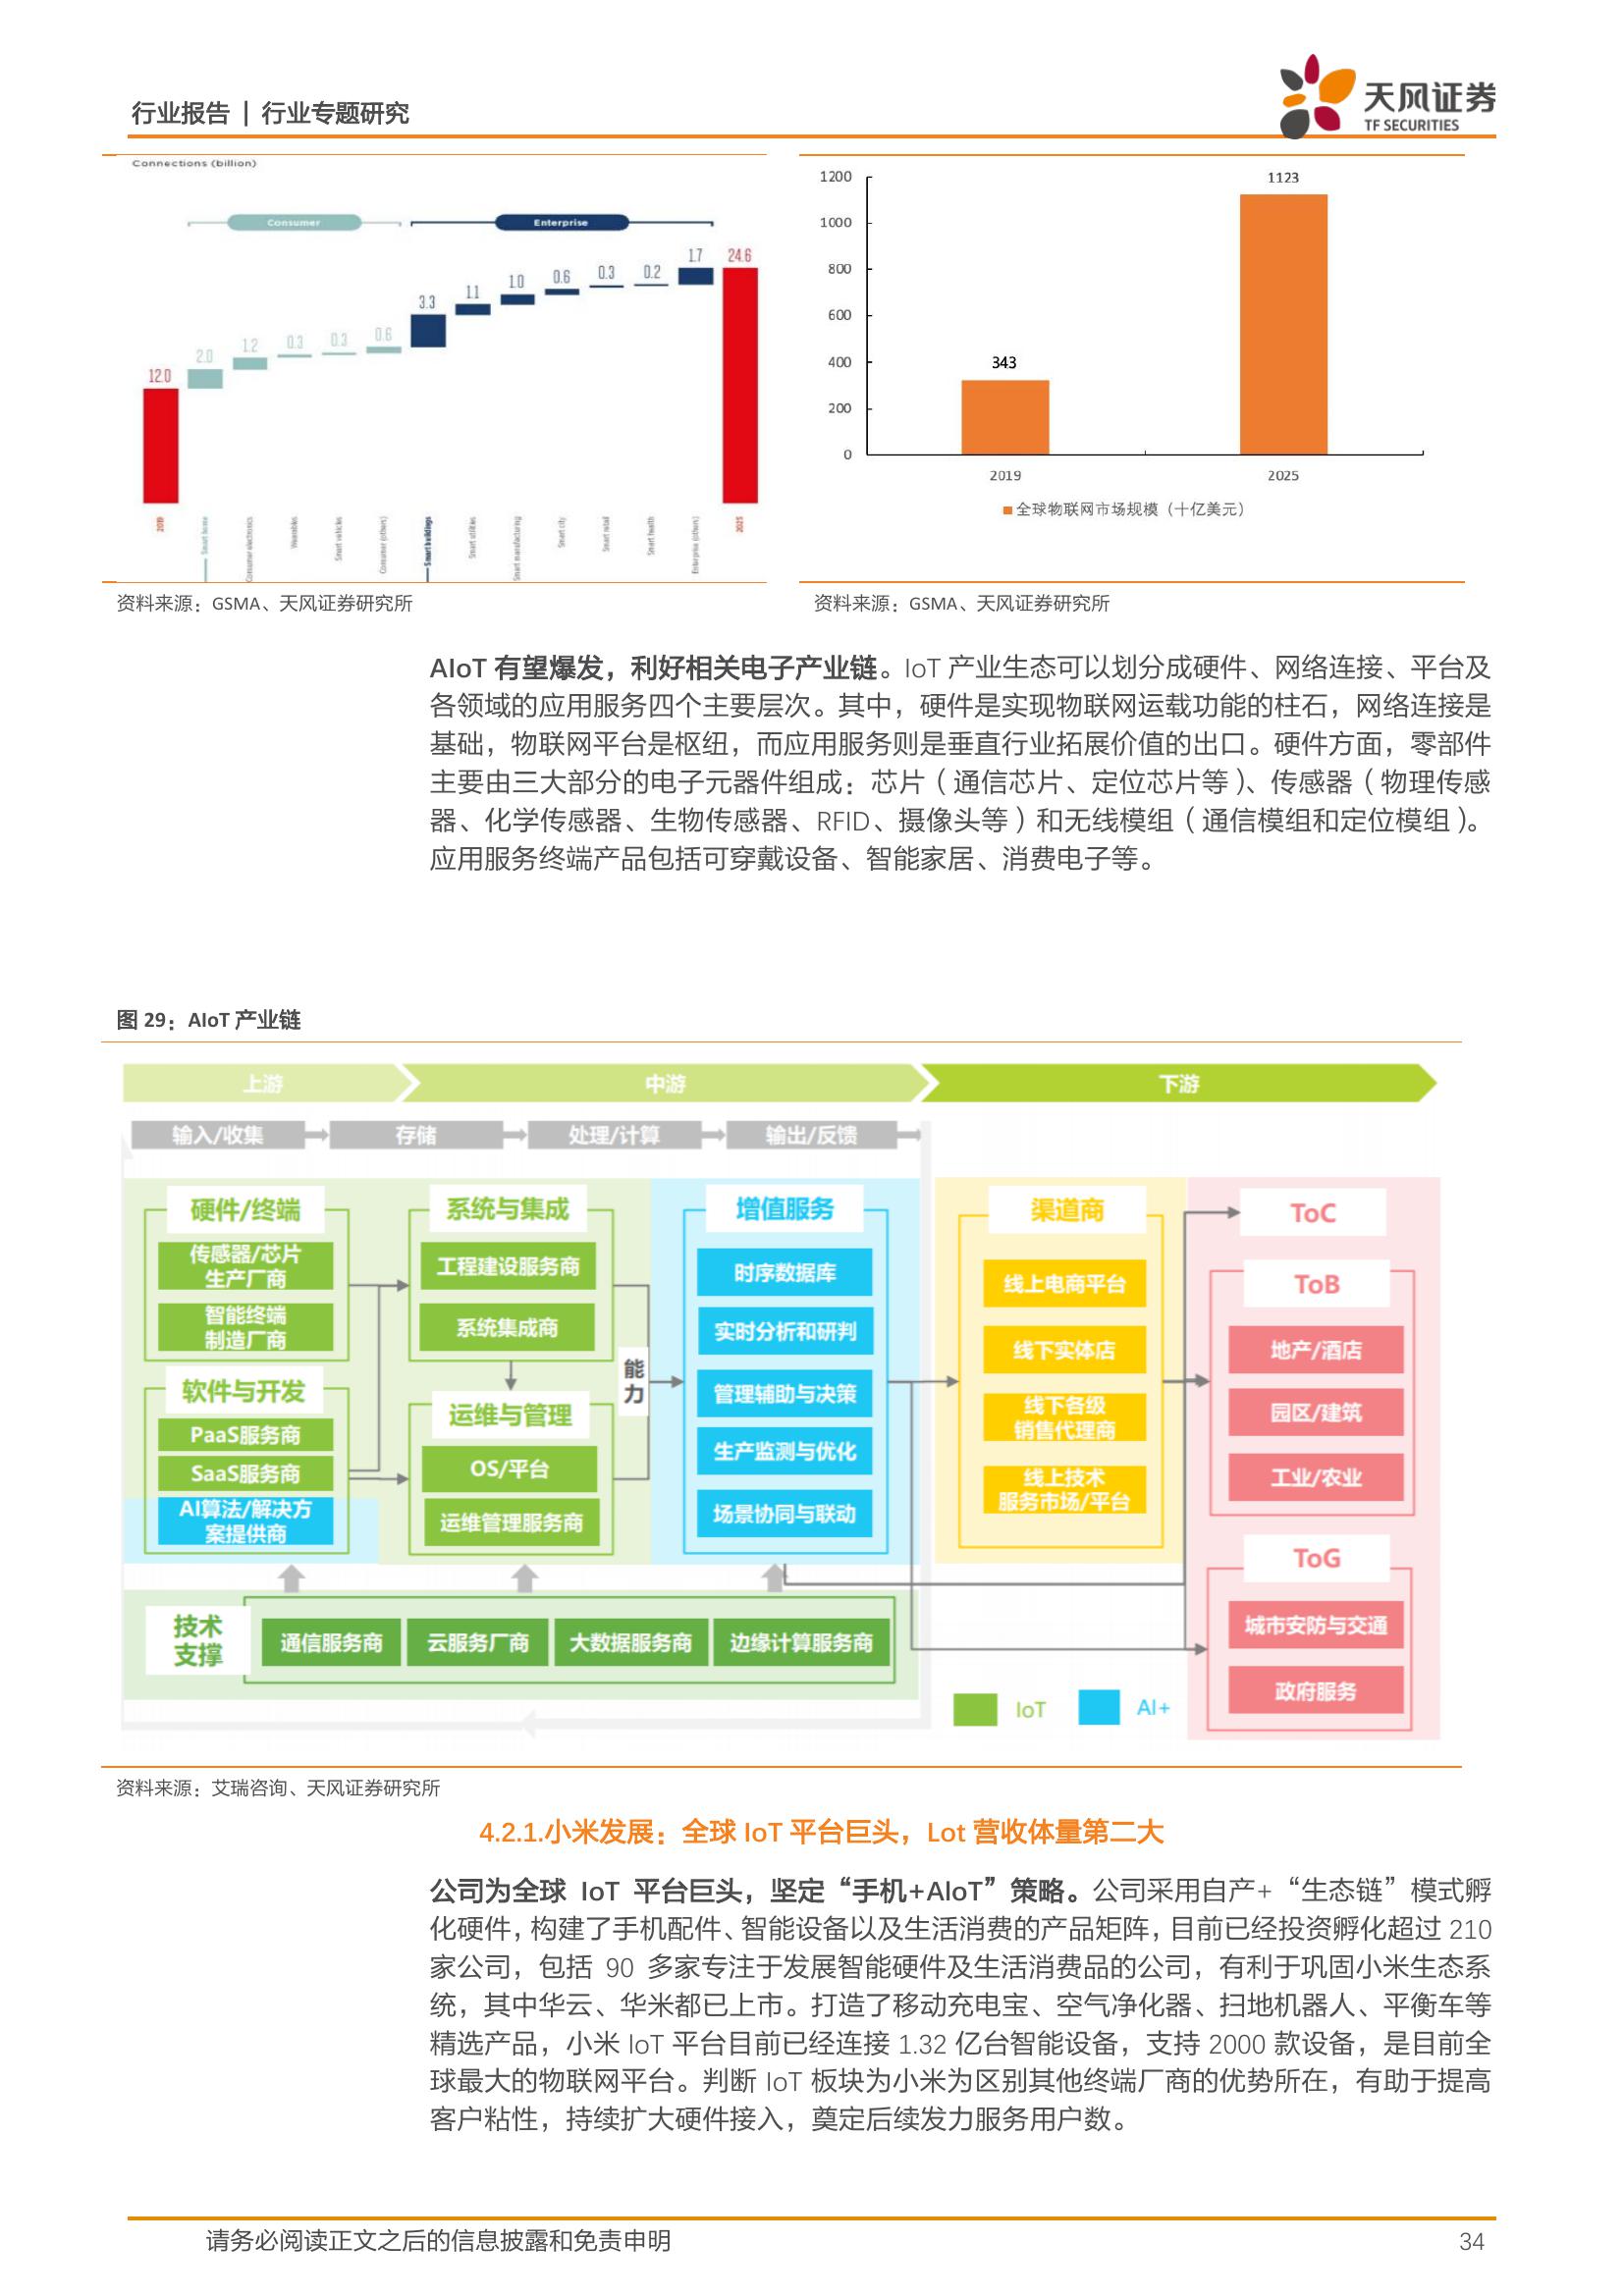 行业报告 | 行业专题研究
天风证券
TF SECURITIES
Connections (billion)
Consumer
Enterprise
12.0
2.0
1.2
0.3
0.3
0.6
3.3
1.1
1.0
0.6
0.3
0.2
1.7
24.6
2019
Smart home
Consumer electronics
Wearables
Smart vehicles
Consumer (others)
Smart buildings
Smart utilities
Smart manufacturing
Smart city
Smart retail
Smart health
Enterprise (others)
2025
1200
1000
800
600
400
200
0
343
1123
2019
2025
全球物联网市场规模（十亿美元）
资料来源：GSMA、天风证券研究所
资料来源：GSMA、天风证券研究所
AIoT 有望爆发，利好相关电子产业链。IoT 产业生态可以划分成硬件、网络连接、平台及
各领域的应用服务四个主要层次。其中，硬件是实现物联网运载功能的柱石，网络连接是
基础，物联网平台是枢纽，而应用服务则是垂直行业拓展价值的出口。硬件方面，零部件
主要由三大部分的电子元器件组成：芯片（通信芯片、定位芯片等）、传感器（物理传感
器、化学传感器、生物传感器、RFID、摄像头等）和无线模组（通信模组和定位模组）。
应用服务终端产品包括可穿戴设备、智能家居、消费电子等。
图 29：AIoT 产业链
上游
中游
下游
输入/收集
存储
处理/计算
输出/反馈
硬件/终端
传感器/芯片
生产厂商
智能终端
制造厂商
软件与开发
PaaS服务商
SaaS服务商
AI算法/解决方
案提供商
系统与集成
工程建设服务商
系统集成商
运维与管理
OS/平台
运维管理服务商
能
力
增值服务
时序数据库
实时分析和研判
管理辅助与决策
生产监测与优化
场景协同与联动
渠道商
线上电商平台
线下实体店
线下各级
销售代理商
线上技术
服务市场/平台
ToC
ToB
地产/酒店
园区/建筑
工业/农业
ToG
城市安防与交通
政府服务
技术
支撑
通信服务商
云服务厂商
大数据服务商
边缘计算服务商
IoT
AI+
资料来源：艾瑞咨询、天风证券研究所
4.2.1.小米发展：全球 IoT 平台巨头，Lot 营收体量第二大
公司为全球 IoT 平台巨头，坚定“手机+AIoT”策略。公司采用自产+“生态链”模式孵
化硬件，构建了手机配件、智能设备以及生活消费的产品矩阵，目前已经投资孵化超过 210
家公司，包括 90 多家专注于发展智能硬件及生活消费品的公司，有利于巩固小米生态系
统，其中华云、华米都已上市。打造了移动充电宝、空气净化器、扫地机器人、平衡车等
精选产品，小米 IoT 平台目前已经连接 1.32 亿台智能设备，支持 2000 款设备，是目前全
球最大的物联网平台。判断 IoT 板块为小米为区别其他终端厂商的优势所在，有助于提高
客户粘性，持续扩大硬件接入，奠定后续发力服务用户数。
请务必阅读正文之后的信息披露和免责申明
34